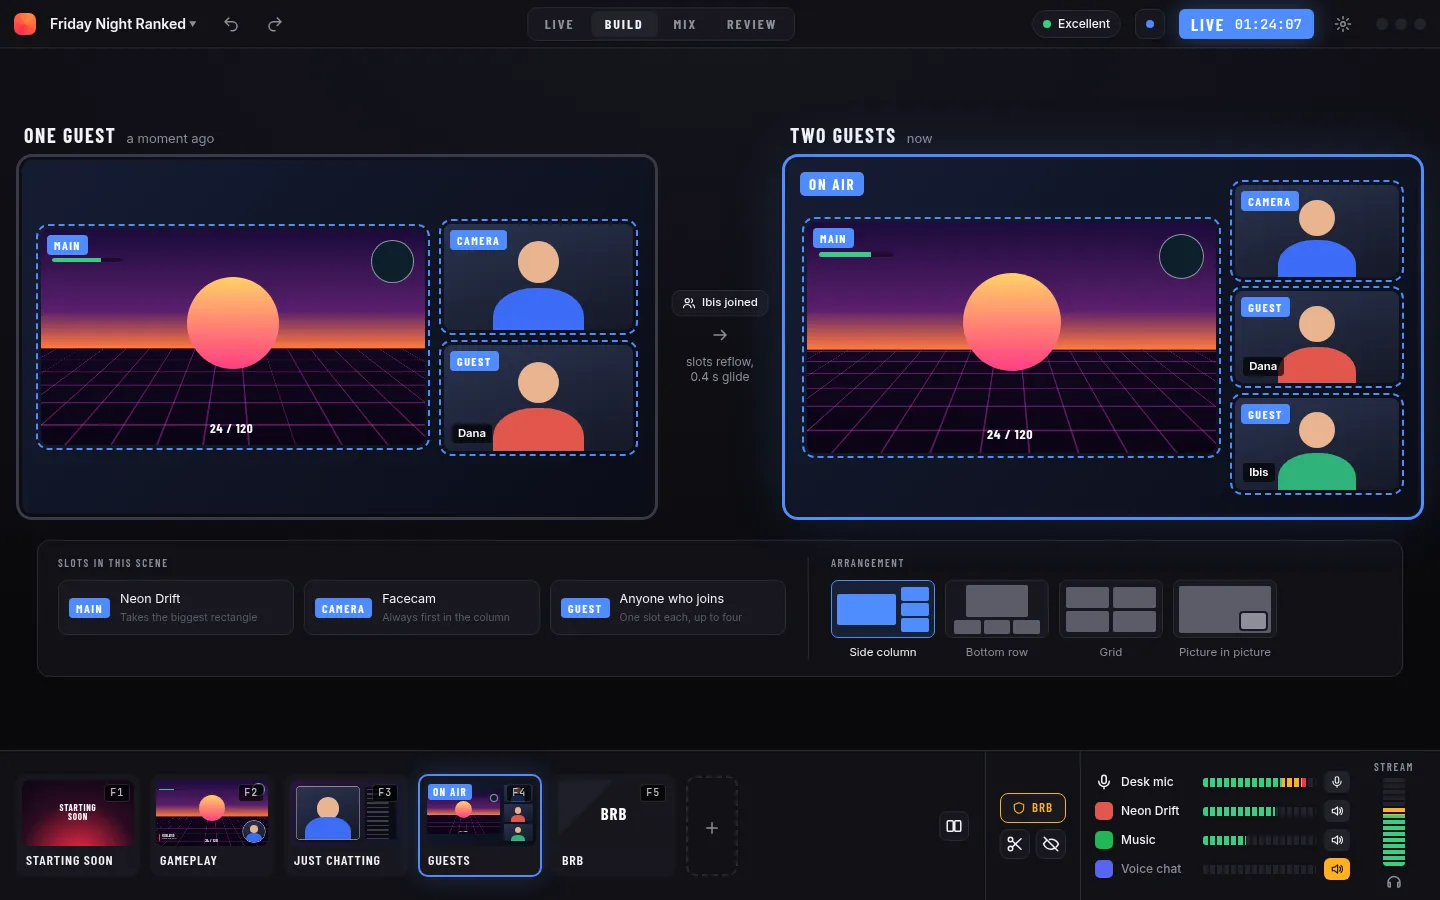 Friday Night Ranked
LIVE BUILD MIX REVIEW
Excellent
LIVE 01:24:07
ONE GUEST a moment ago
MAIN
24 / 120
CAMERA
GUEST
Dana
Ibis joined
slots reflow,
0.4 s glide
TWO GUESTS now
ON AIR
MAIN
24 / 120
CAMERA
GUEST
Dana
GUEST
Ibis
SLOTS IN THIS SCENE
MAIN
Neon Drift
Takes the biggest rectangle
CAMERA
Facecam
Always first in the column
GUEST
Anyone who joins
One slot each, up to four
ARRANGEMENT
Side column
Bottom row
Grid
Picture in picture
STARTING
SOON
F1
STARTING SOON
F2
GAMEPLAY
F3
JUST CHATTING
ON AIR
F4
GUESTS
BRB
F5
BRB
BRB
Desk mic
Neon Drift
Music
Voice chat
STREAM